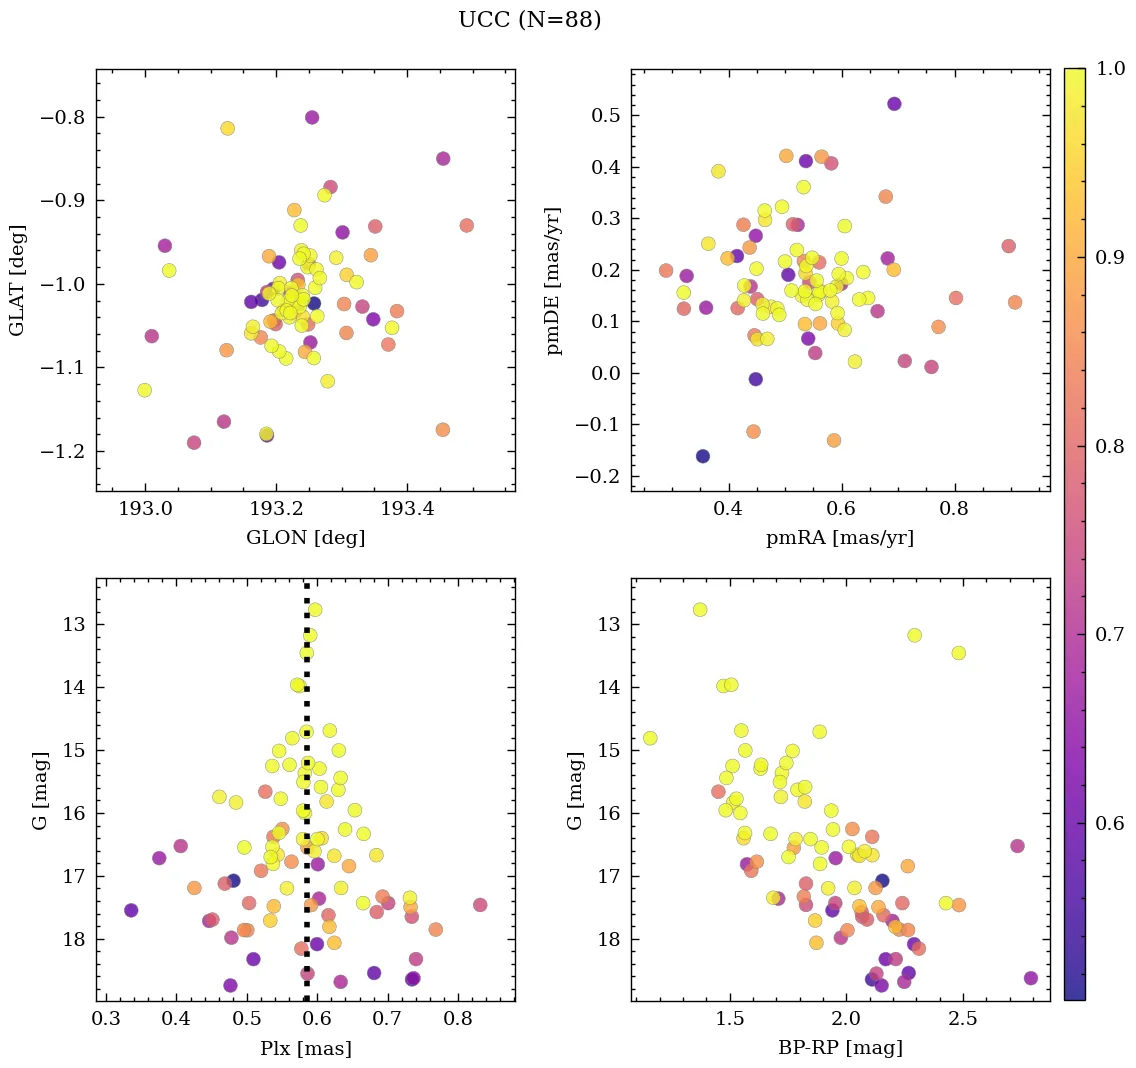 UCC (N=88)
−0.8
−0.9
−1.0
−1.1
−1.2
GLAT [deg]
193.0 193.2 193.4
GLON [deg]
0.5
0.4
0.3
0.2
0.1
0.0
−0.1
−0.2
pmDE [mas/yr]
0.4 0.6 0.8
pmRA [mas/yr]
1.0
0.9
0.8
0.7
0.6
13
14
15
16
17
18
G [mag]
0.3 0.4 0.5 0.6 0.7 0.8
Plx [mas]
13
14
15
16
17
18
G [mag]
1.5 2.0 2.5
BP-RP [mag]